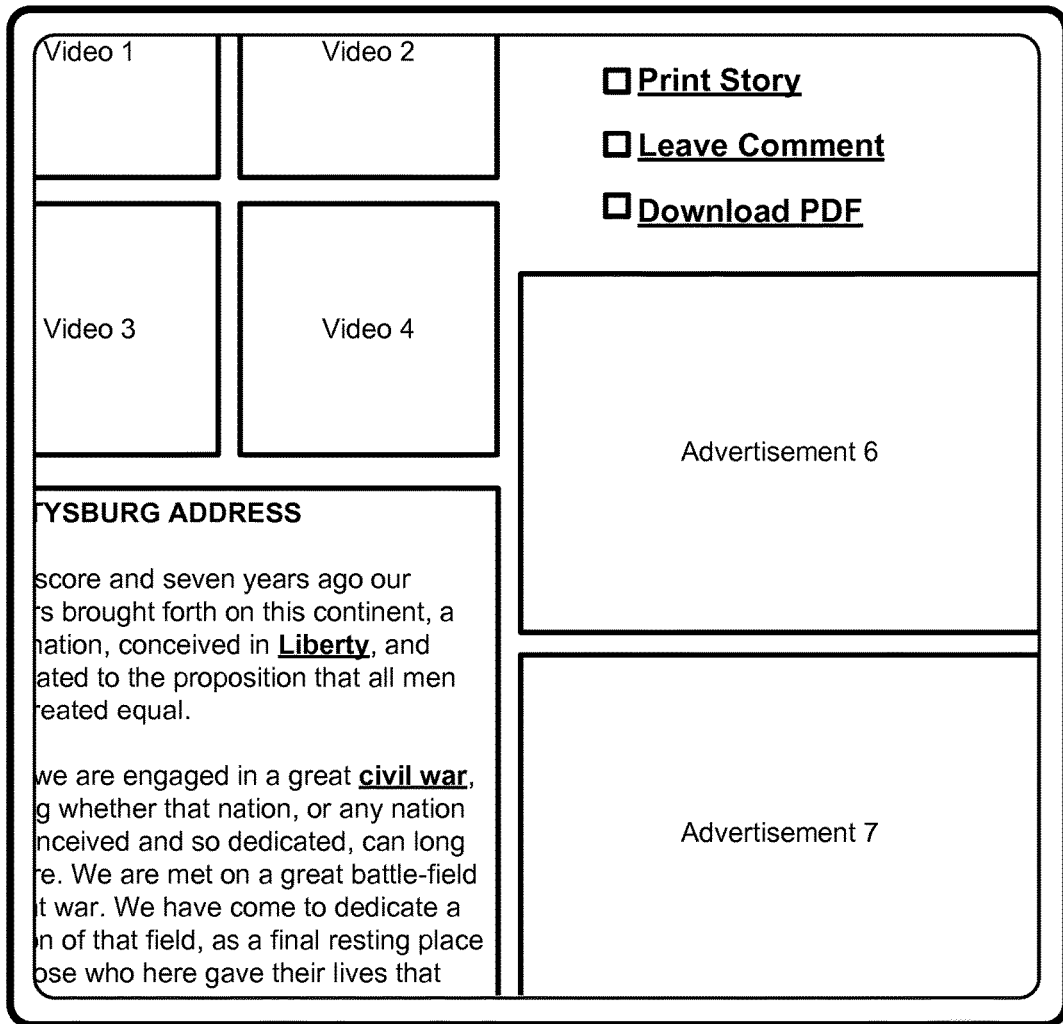 Video 1
Video 2
Print Story
Leave Comment
Download PDF
Video 3
Video 4
Advertisement 6
TYSBURG ADDRESS
score and seven years ago our
rs brought forth on this continent, a
nation, conceived in Liberty, and
ated to the proposition that all men
reated equal.
we are engaged in a great civil war,
g whether that nation, or any nation
nceived and so dedicated, can long
re. We are met on a great battle-field
t war. We have come to dedicate a
n of that field, as a final resting place
ose who here gave their lives that
Advertisement 7